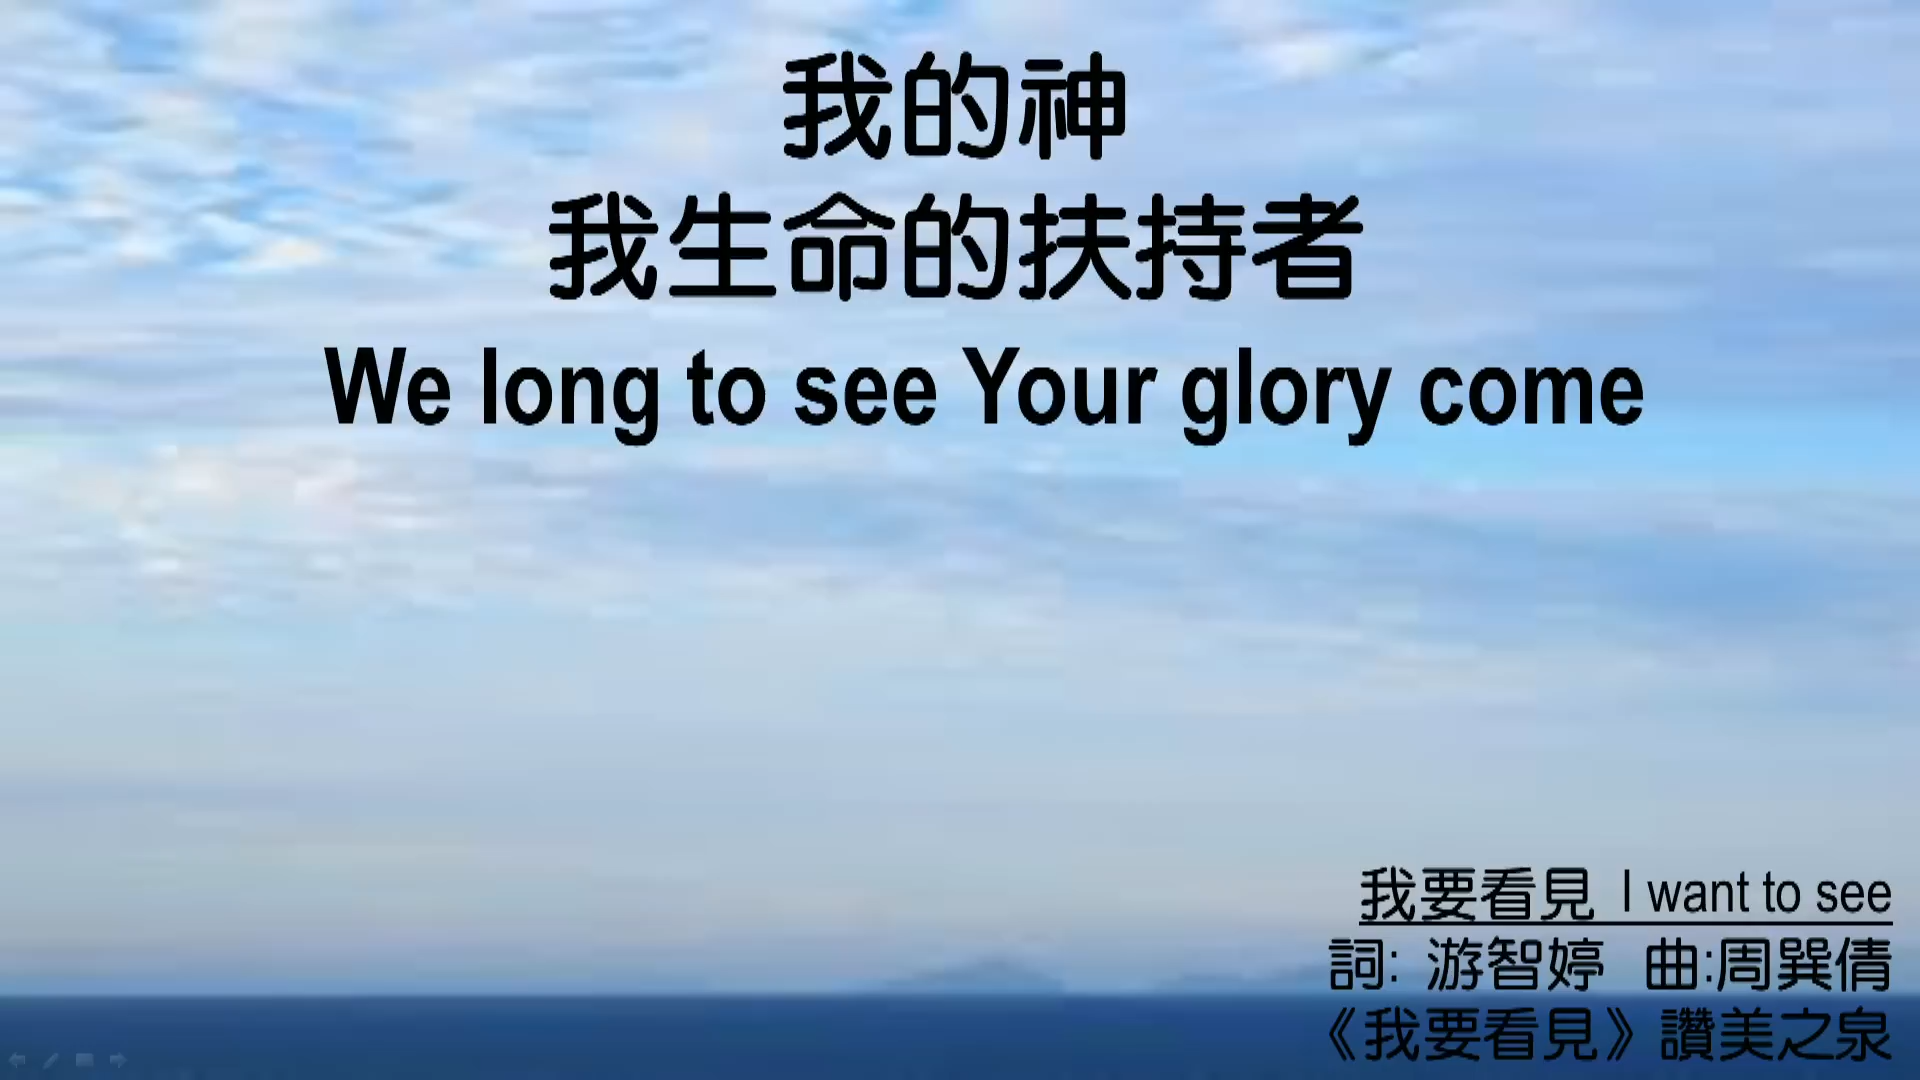 我的神
我生命的扶持者
We long to see Your glory come
我要看見 I want to see
詞: 游智婷 曲:周巽倩
《我要看見》讚美之泉